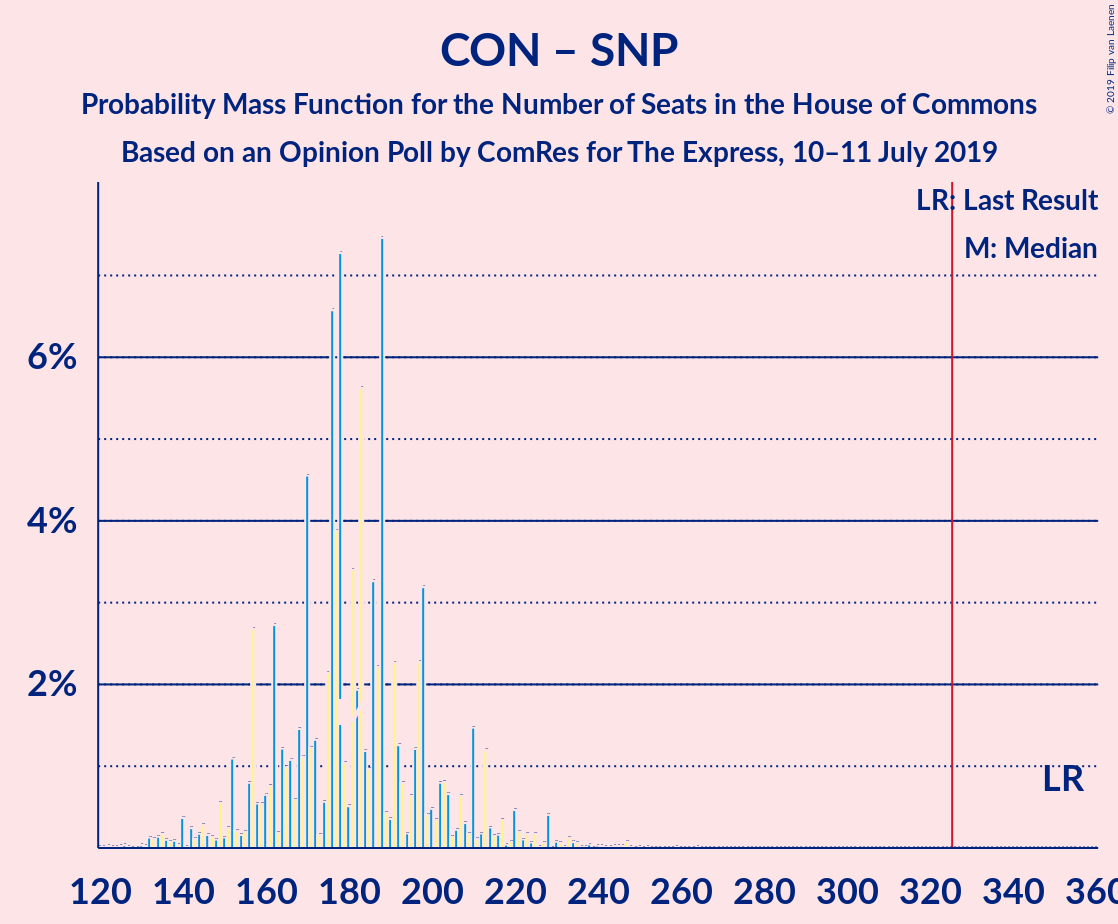 CON – SNP
Probability Mass Function for the Number of Seats in the House of Commons
Based on an Opinion Poll by ComRes for The Express, 10–11 July 2019
© 2019 Filip van Laenen
LR: Last Result
M: Median
6%
4%
2%
LR
120 140 160 180 200 220 240 260 280 300 320 340 360